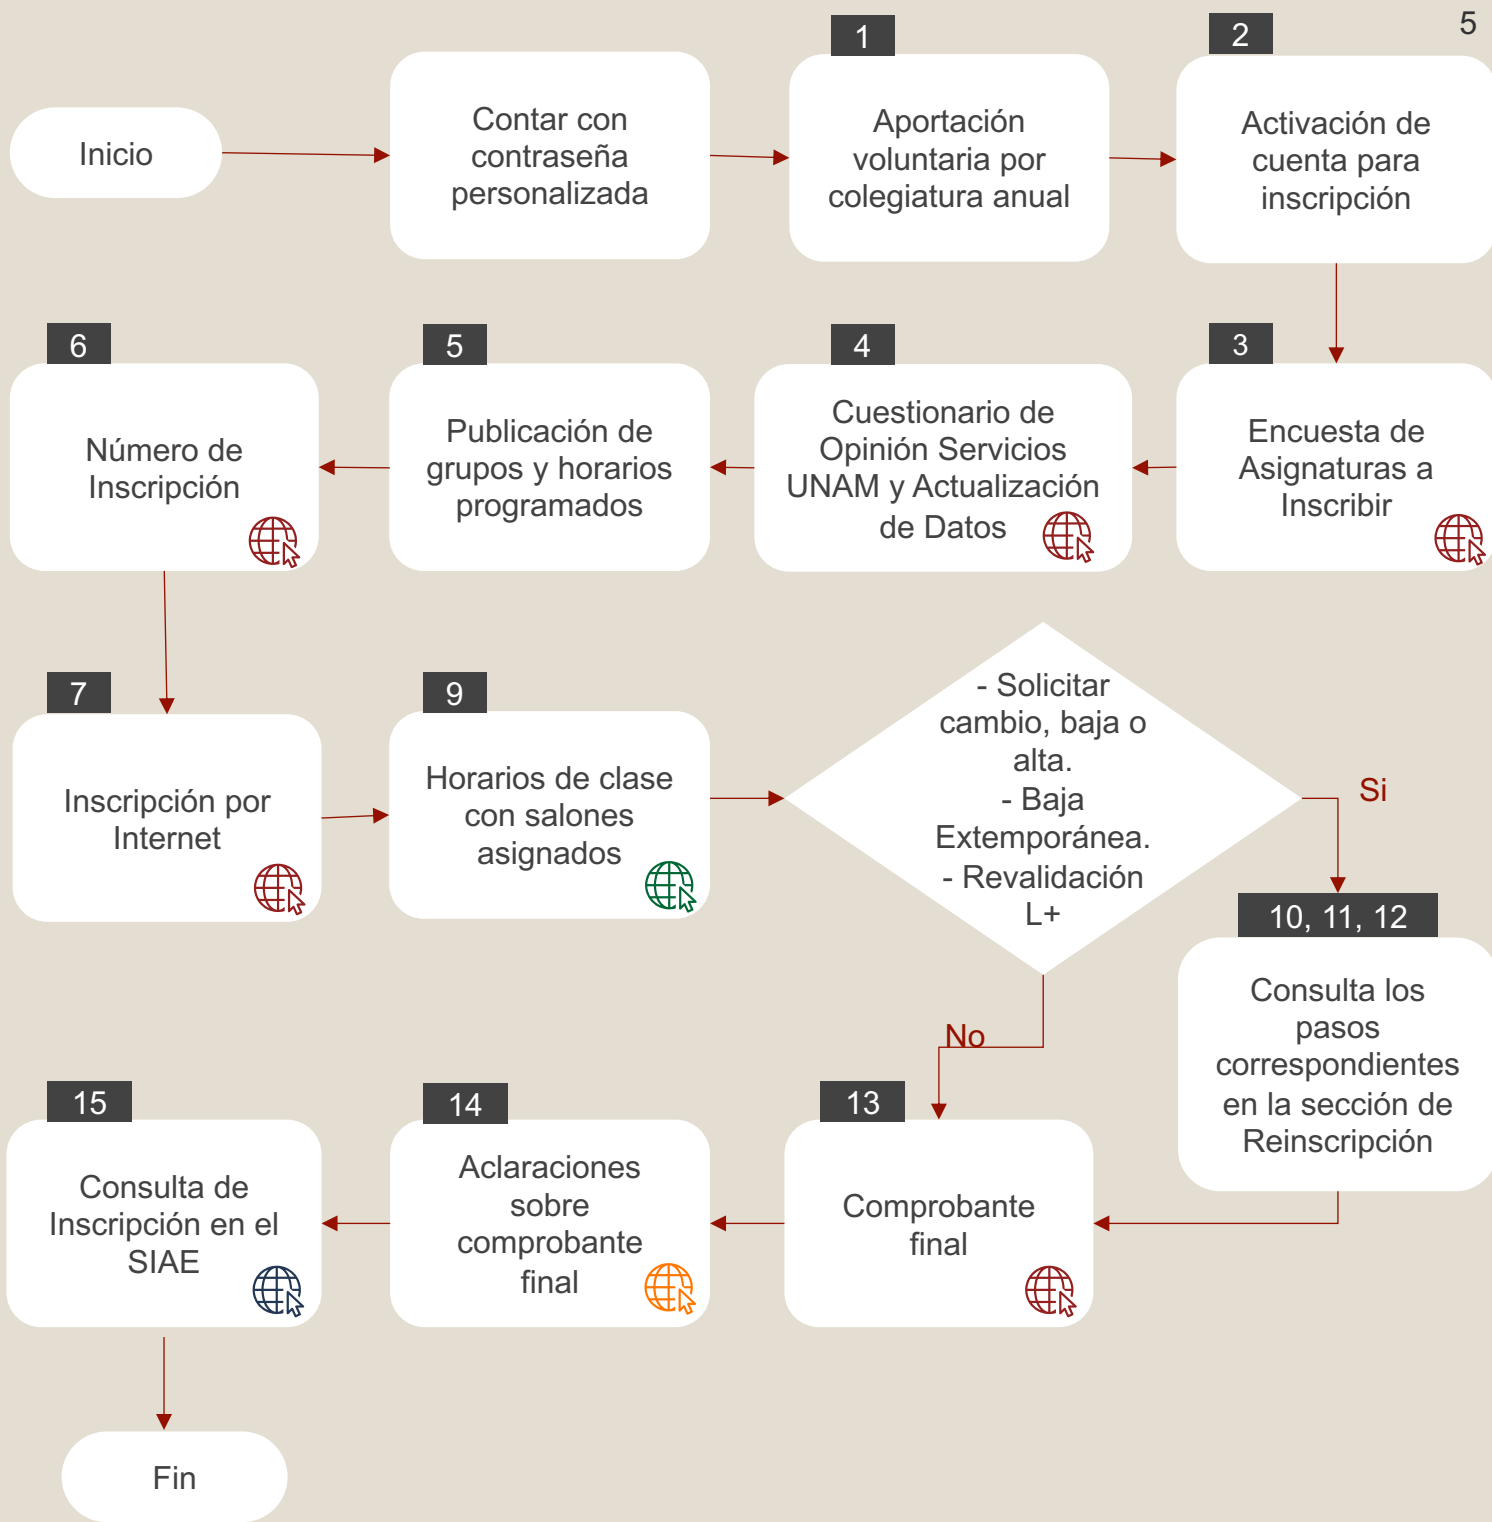 5
Inicio
Contar con
contraseña
personalizada
1
Aportación
voluntaria por
colegiatura anual
2
Activación de
cuenta para
inscripción
3
Encuesta de
Asignaturas a
Inscribir
4
Cuestionario de
Opinión Servicios
UNAM y Actualización
de Datos
5
Publicación de
grupos y horarios
programados
6
Número de
Inscripción
7
Inscripción por
Internet
9
Horarios de clase
con salones
asignados
- Solicitar
cambio, baja o
alta.
- Baja
Extemporánea.
- Revalidación
L+
Si
10, 11, 12
Consulta los
pasos
correspondientes
en la sección de
Reinscripción
No
13
Comprobante
final
14
Aclaraciones
sobre
comprobante
final
15
Consulta de
Inscripción en el
SIAE
Fin